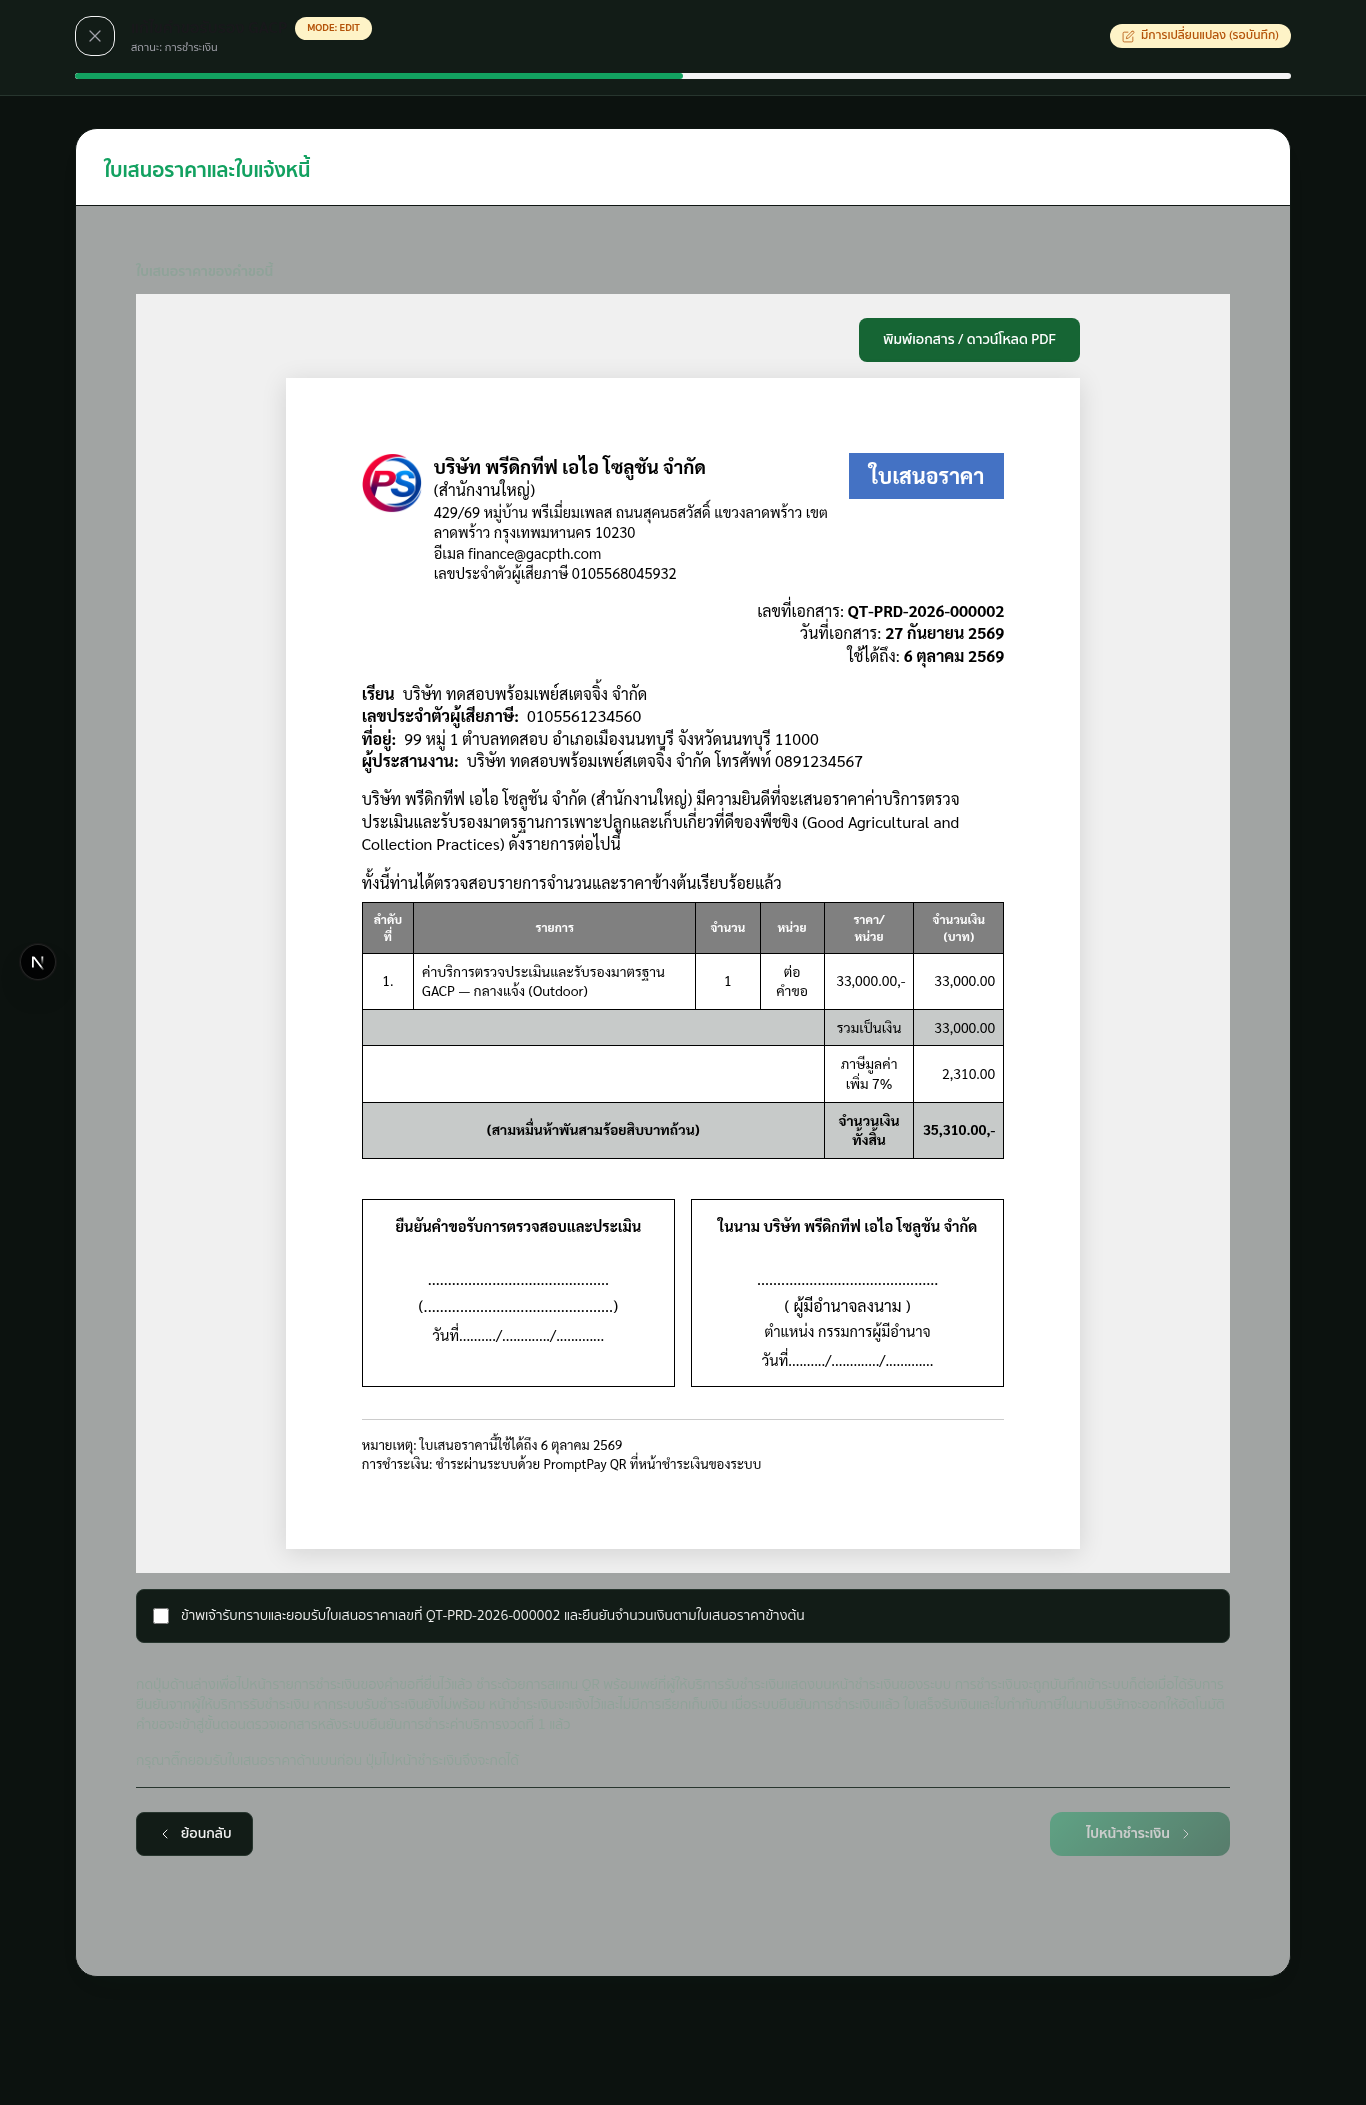 MODE: EDIT
สถานะ: การชำระเงิน
มีการเปลี่ยนแปลง (รอบันทึก)
ใบเสนอราคาและใบแจ้งหนี้
ใบเสนอราคาของคำขอนี้
พิมพ์เอกสาร / ดาวน์โหลด PDF
PS
บริษัท พรีดิกทีฟ เอไอ โซลูชัน จำกัด
(สำนักงานใหญ่)
429/69 หมู่บ้าน พรีเมี่ยมเพลส ถนนสุคนธสวัสดิ์ แขวงลาดพร้าว เขต
ลาดพร้าว กรุงเทพมหานคร 10230
อีเมล finance@gacpth.com
เลขประจำตัวผู้เสียภาษี 0105568045932
ใบเสนอราคา
เลขที่เอกสาร: QT-PRD-2026-000002
วันที่เอกสาร: 27 กันยายน 2569
ใช้ได้ถึง: 6 ตุลาคม 2569
เรียน บริษัท ทดสอบพร้อมเพย์สเตจจิ้ง จำกัด
เลขประจำตัวผู้เสียภาษี: 0105561234560
ที่อยู่: 99 หมู่ 1 ตำบลทดสอบ อำเภอเมืองนนทบุรี จังหวัดนนทบุรี 11000
ผู้ประสานงาน: บริษัท ทดสอบพร้อมเพย์สเตจจิ้ง จำกัด โทรศัพท์ 0891234567
บริษัท พรีดิกทีฟ เอไอ โซลูชัน จำกัด (สำนักงานใหญ่) มีความยินดีที่จะเสนอราคาค่าบริการตรวจ
ประเมินและรับรองมาตรฐานการเพาะปลูกและเก็บเกี่ยวที่ดีของพืชขิง (Good Agricultural and
Collection Practices) ดังรายการต่อไปนี้
ทั้งนี้ท่านได้ตรวจสอบรายการจำนวนและราคาข้างต้นเรียบร้อยแล้ว
ลำดับที่ รายการ จำนวน หน่วย ราคา/หน่วย จำนวนเงิน (บาท)
1. ค่าบริการตรวจประเมินและรับรองมาตรฐาน GACP — กลางแจ้ง (Outdoor) 1 ต่อคำขอ 33,000.00,- 33,000.00
รวมเป็นเงิน 33,000.00
ภาษีมูลค่าเพิ่ม 7% 2,310.00
(สามหมื่นห้าพันสามร้อยสิบบาทถ้วน) จำนวนเงินทั้งสิ้น 35,310.00,-
ยืนยันคำขอรับการตรวจสอบและประเมิน
.............................................
(...............................................)
วันที่........../............./.............
ในนาม บริษัท พรีดิกทีฟ เอไอ โซลูชัน จำกัด
.............................................
( ผู้มีอำนาจลงนาม )
ตำแหน่ง กรรมการผู้มีอำนาจ
วันที่........../............./.............
หมายเหตุ: ใบเสนอราคานี้ใช้ได้ถึง 6 ตุลาคม 2569
การชำระเงิน: ชำระผ่านระบบด้วย PromptPay QR ที่หน้าชำระเงินของระบบ
ข้าพเจ้ารับทราบและยอมรับใบเสนอราคาเลขที่ QT-PRD-2026-000002 และยืนยันจำนวนเงินตามใบเสนอราคาข้างต้น
ย้อนกลับ
ไปหน้าชำระเงิน